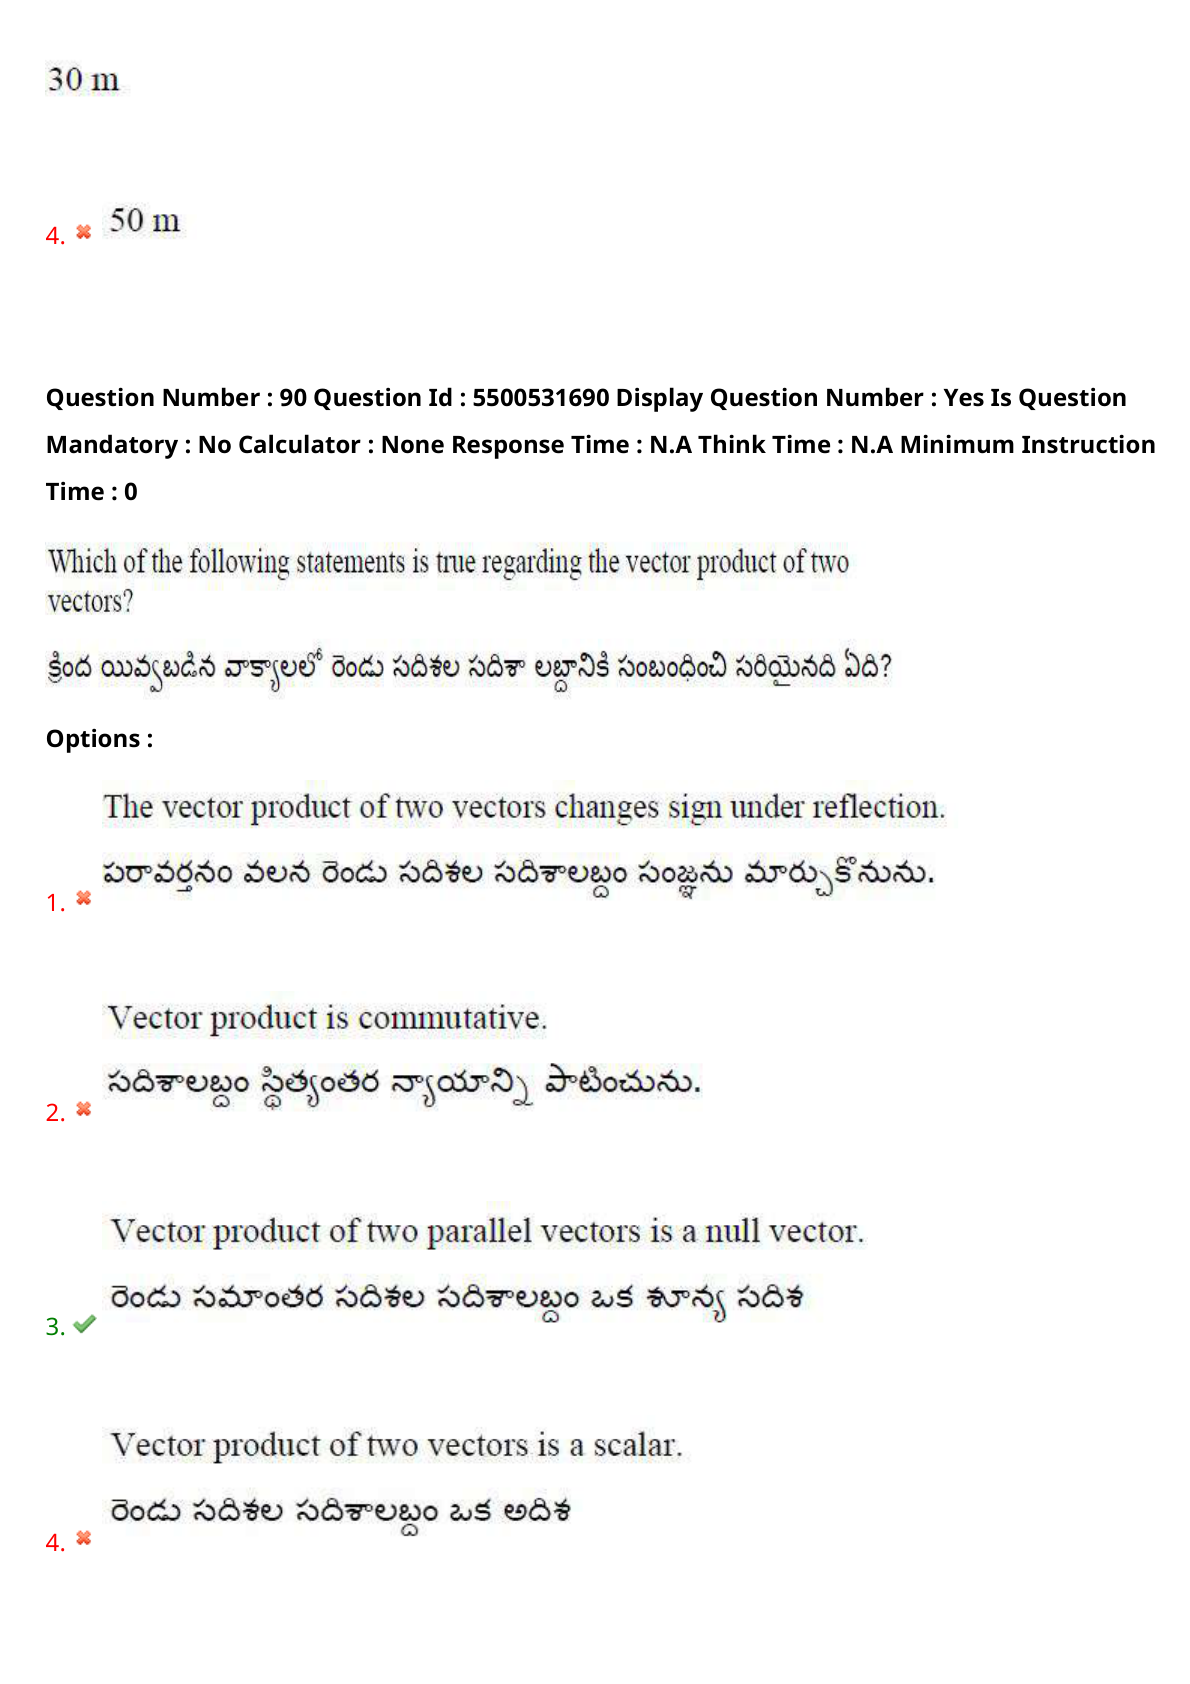 30 m
4. 50 m
Question Number : 90 Question Id : 5500531690 Display Question Number : Yes Is Question
Mandatory : No Calculator : None Response Time : N.A Think Time : N.A Minimum Instruction
Time : 0
Which of the following statements is true regarding the vector product of two
vectors?
క్రింద యివ్వబడిన వాక్యాలలో రెండు సదిశల సదిశా లబ్దానికి సంబంధించి సరియైనది ఏది?
Options :
The vector product of two vectors changes sign under reflection.
పరావర్తనం వలన రెండు సదిశల సదిశాలబ్దం సంజ్ఞను మార్చుకొనును.
1.
Vector product is commutative.
సదిశాలబ్దం స్థిత్యంతర న్యాయాన్ని పాటించును.
2.
Vector product of two parallel vectors is a null vector.
రెండు సమాంతర సదిశల సదిశాలబ్దం ఒక శూన్య సదిశ
3.
Vector product of two vectors is a scalar.
రెండు సదిశల సదిశాలబ్దం ఒక అదిశ
4.